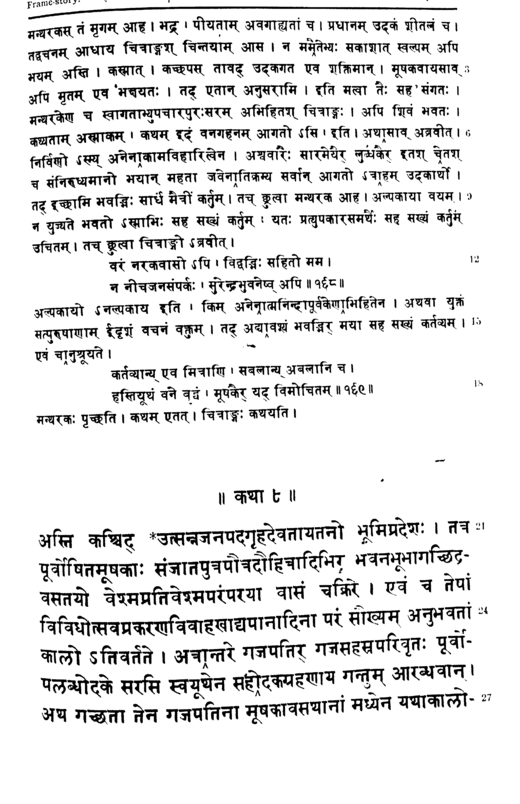 Frame-story.
मन्थरकस् तं मृगम् आह । भद्र । पीयताम् अवगाह्यतां च । प्रधानम् उदकं शीतलं च ।
तद्वचनम् आधाय चित्राङ्गश् चिन्तयाम् आस । न ममैतेभ्यः सकाशात् स्वल्पम् अपि
भयम् अस्ति । कस्मात् । कच्छपस् तावद् उदकगत एव शक्तिमान् । मूषकवायसाव् 3
अपि मृतम् एव भक्षयतः । तद् एतान् अनुसरामि । इति मत्वा तैः सह संगतः ।
मन्थरकेण च स्वागताभ्युपचारपुरःसरम् अभिहितश् चित्राङ्गः । अपि शिवं भवतः ।
कथ्यताम् अस्माकम् । कथम् इदं वनगहनम् आगतो ऽसि । इति । अथासाव् अब्रवीत् । 6
निर्विणो ऽस्म्य् अनेनाकामविहारित्वेन । अश्ववारैः सारमेयैर् लुब्धकैर् इतश् चेतश्
च संनिरुध्यमानो भयान् महता जवेनातिक्रम्य सर्वान् आगतो ऽत्राहम् उदकार्थी ।
तद् इच्छामि भवद्भिः सार्धं मैत्रीं कर्तुम् । तच् छ्रुत्वा मन्थरक आह । अल्पकाया वयम् । 9
न युज्यते भवतो ऽस्माभिः सह सख्यं कर्तुम् । यतः प्रत्युपकारसमर्थैः सह सख्यं कर्तुम्
उचितम् । तच् छ्रुत्वा चित्राङ्गो ऽब्रवीत् ।
वरं नरकवासो ऽपि । विद्वद्भिः सहितो मम । 12
न नीचजनसंपर्कः । सुरेन्द्रभुवनेष्व् अपि ॥ १६८ ॥
अल्पकायो ऽनल्पकाय इति । किम् अनेनात्मनिन्दापूर्वकेणाभिहितेन । अथवा युक्तं
सत्पुरुषाणाम् ईदृशं वचनं वक्तुम् । तद् अद्यावश्यं भवद्भिर् मया सह सख्यं कर्तव्यम् । 15
एवं चानुश्रूयते ।
कर्तव्यान्य् एव मित्राणि । सबलान्य् अबलानि च ।
हस्तियूथं वने बद्धं । मूषकैर् यद् विमोचितम् ॥ १६९ ॥ 18
मन्थरकः पृच्छति । कथम् एतत् । चित्राङ्गः कथयति ।
॥ कथा ८ ॥
अस्ति कश्चिद् *उत्सन्नजनपदगृहदेवतायतनो भूमिप्रदेशः । तत्र 21
पूर्वोषितमूषकाः संजातपुत्रपौत्रदौहित्रादिभिर् भवनभूभागच्छिद्र-
वसतयो वेश्मप्रतिवेश्मपरंपरया वासं चक्रिरे । एवं च तेषां
विविधोत्सवप्रकरणविवाहखाद्यपानादिना परं सौख्यम् अनुभवतां 24
कालो ऽतिवर्तते । अत्रान्तरे गजपतिर् गजसहस्रपरिवृतः पूर्वो-
पलब्धोदके सरसि स्वयूथेन सहोदकग्रहणाय गन्तुम् आरब्धवान् ।
अथ गच्छता तेन गजपतिना मूषकावसथानां मध्येन यथाकालो- 27